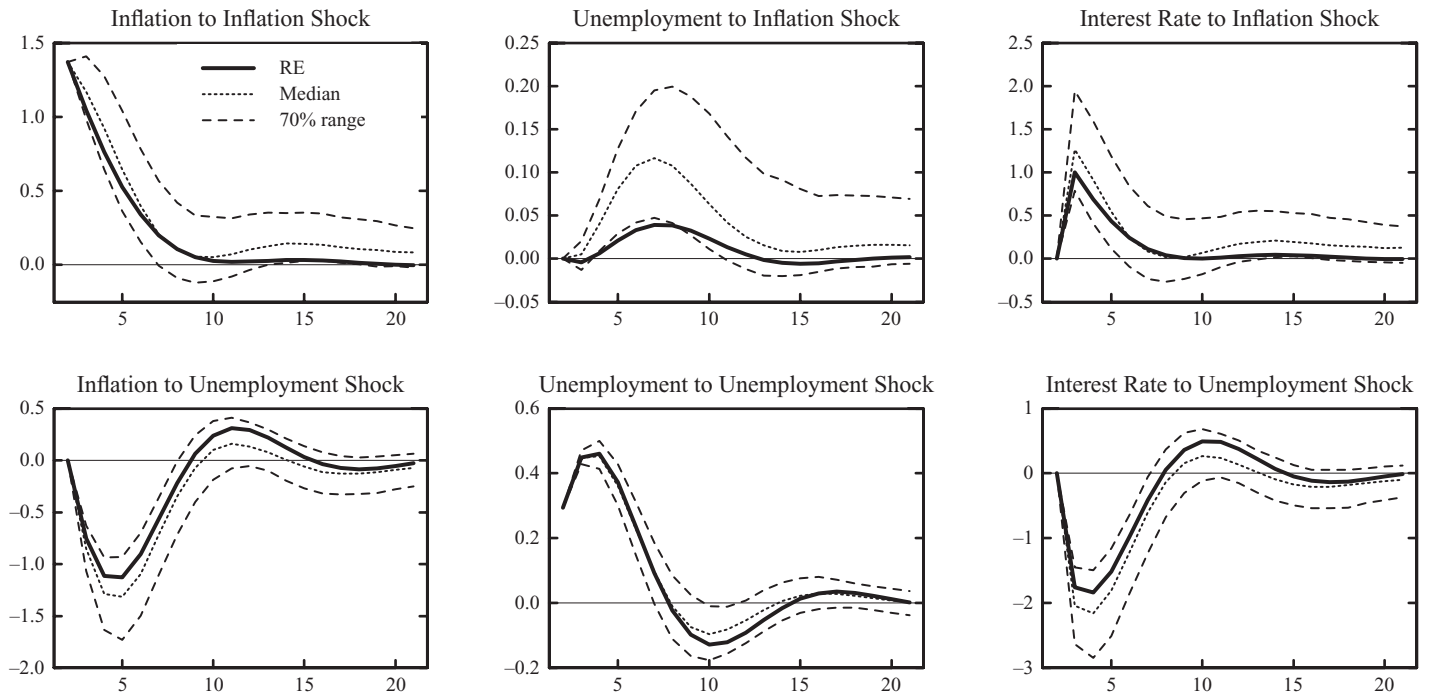 Inflation to Inflation Shock
1.5
1.0
0.5
0.0
5 10 15 20
RE
Median
70% range
Unemployment to Inflation Shock
0.25
0.20
0.15
0.10
0.05
0.00
–0.05
5 10 15 20
Interest Rate to Inflation Shock
2.5
2.0
1.5
1.0
0.5
0.0
–0.5
5 10 15 20
Inflation to Unemployment Shock
0.5
0.0
–0.5
–1.0
–1.5
–2.0
5 10 15 20
Unemployment to Unemployment Shock
0.6
0.4
0.2
0.0
–0.2
5 10 15 20
Interest Rate to Unemployment Shock
1
0
–1
–2
–3
5 10 15 20